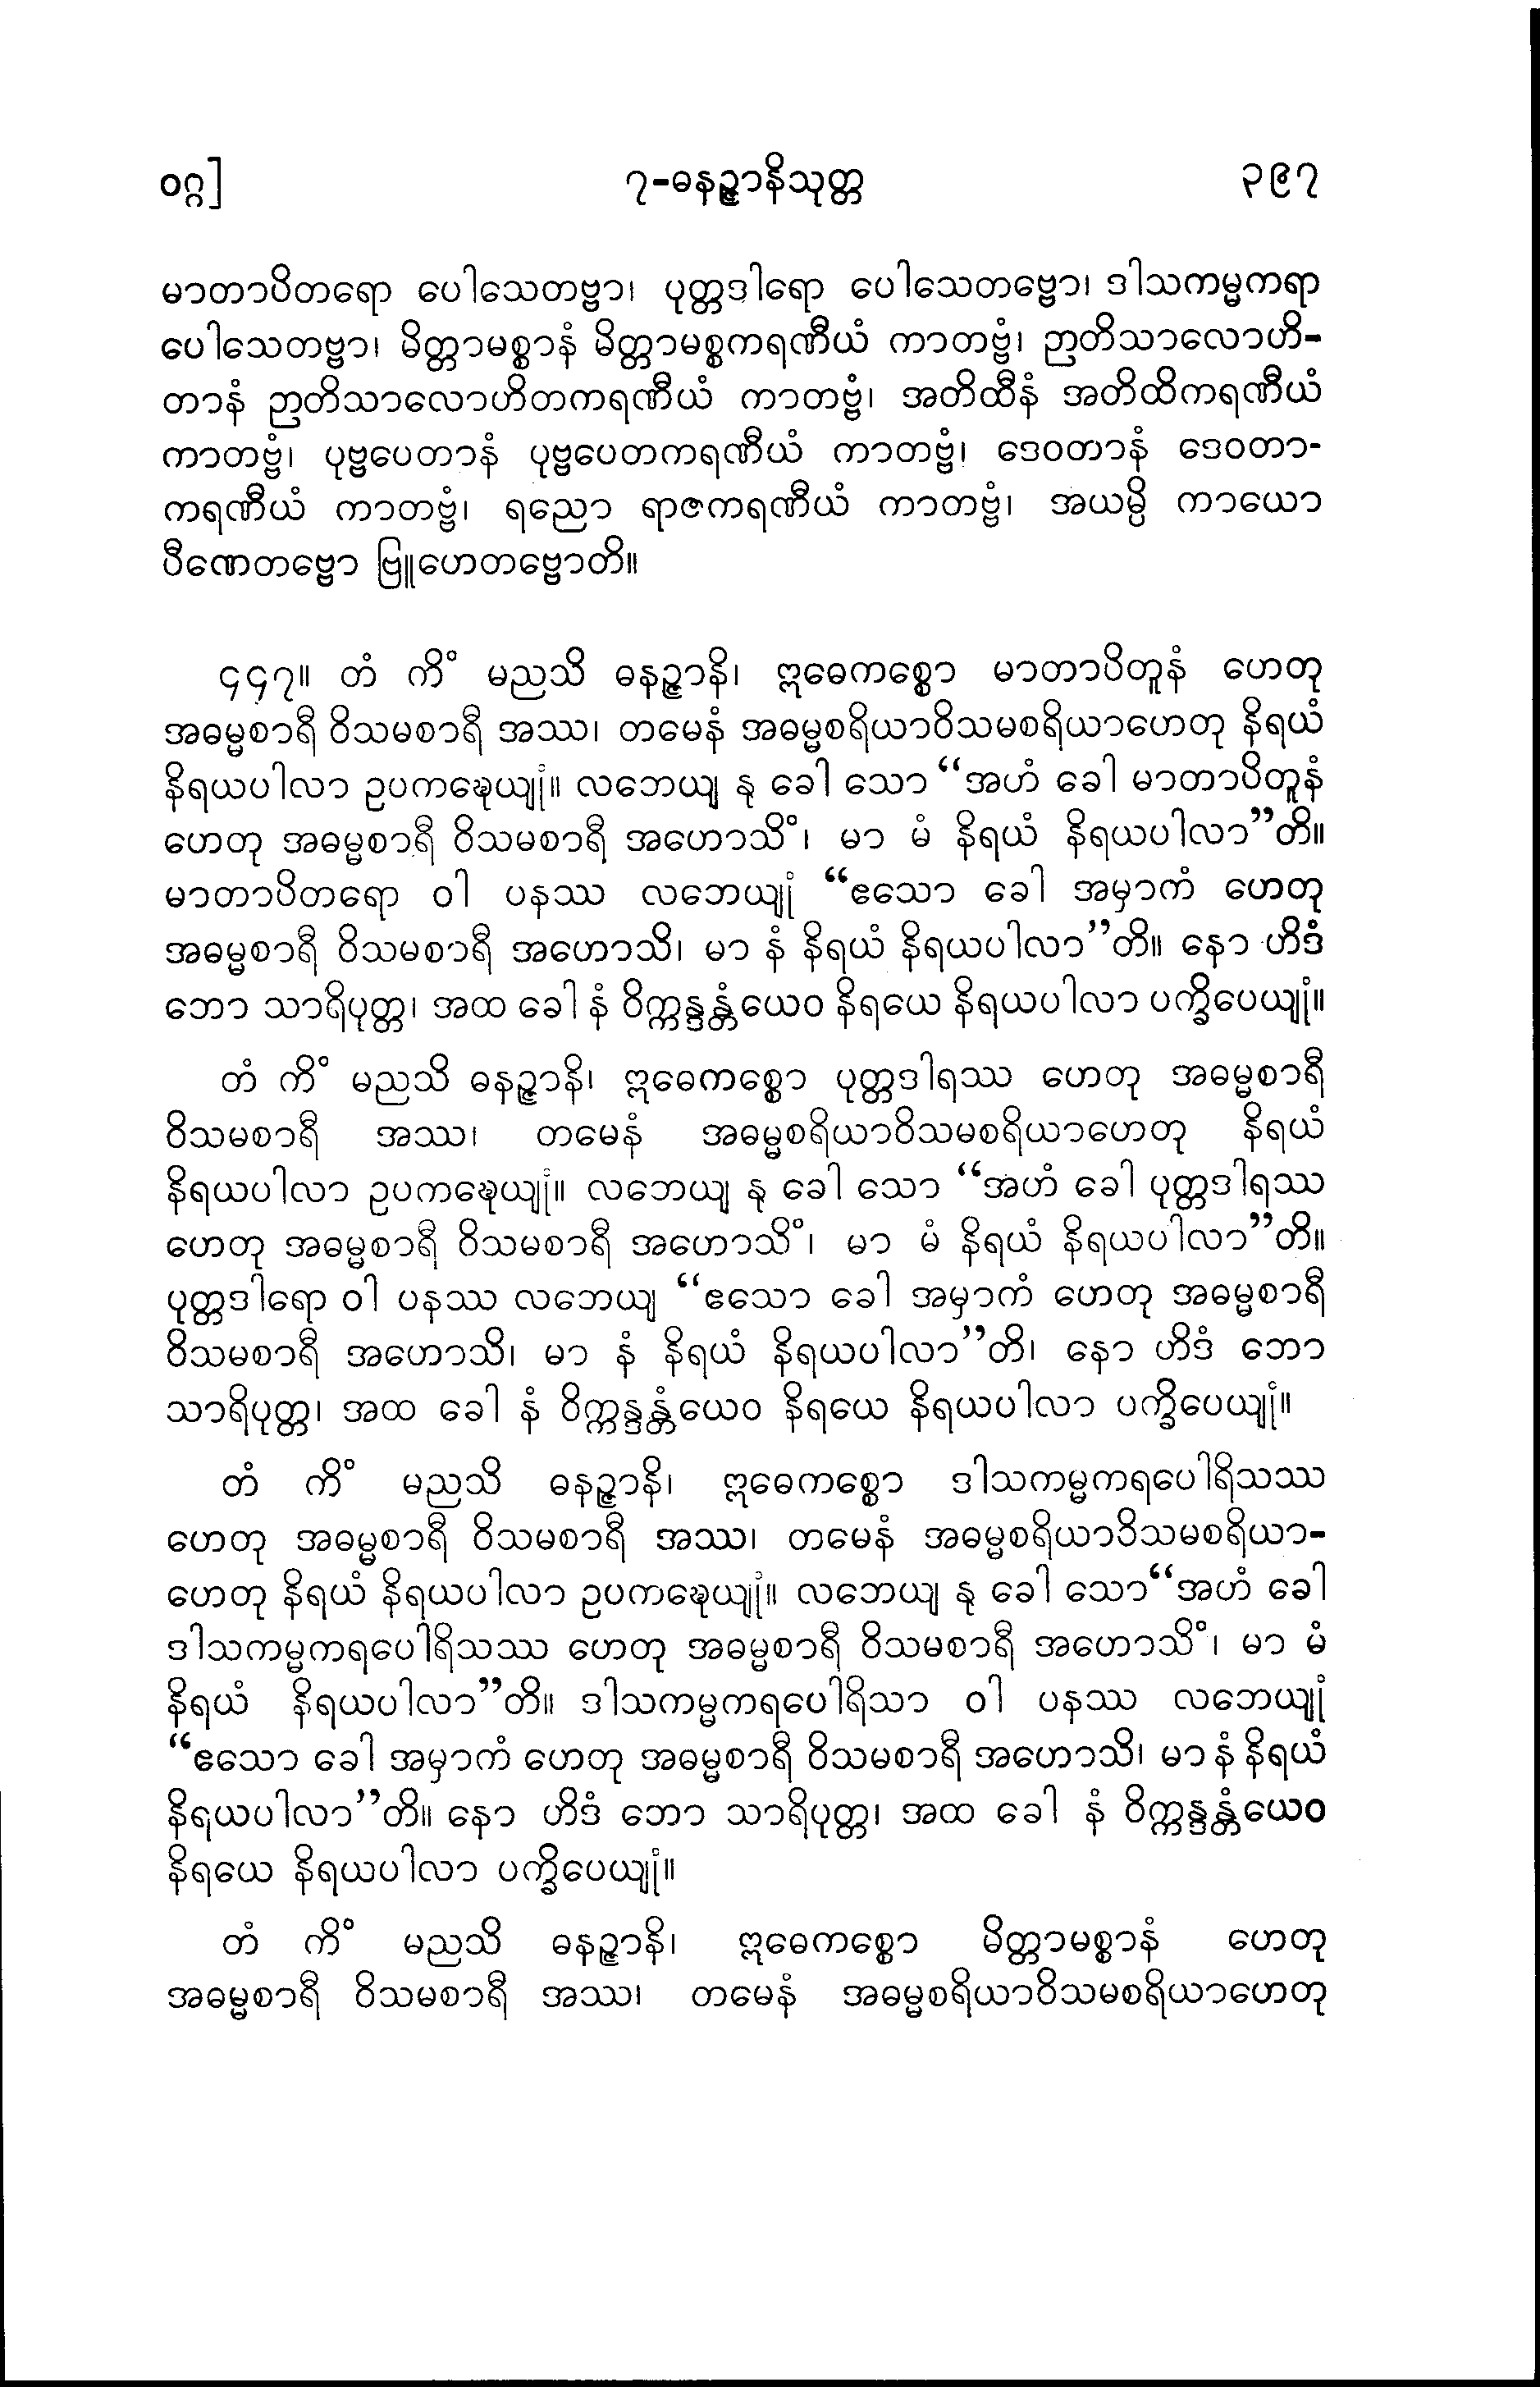 ဝဂ္ဂ]
၇-ဓနဉ္ဇာနိသုတ္တ
၃၉၇
မာတာပိတရော ပေါသေတဗ္ဗာ၊ ပုတ္တဒါရော ပေါသေတဗ္ဗော၊ ဒါသကမ္မကရာ
ပေါသေတဗ္ဗာ၊ မိတ္တာမစ္စာနံ မိတ္တာမစ္စကရဏီယံ ကာတဗ္ဗံ၊ ဉာတိသာလောဟိ-
တာနံ ဉာတိသာလောဟိတကရဏီယံ ကာတဗ္ဗံ၊ အတိထီနံ အတိထိကရဏီယံ
ကာတဗ္ဗံ၊ ပုဗ္ဗပေတာနံ ပုဗ္ဗပေတကရဏီယံ ကာတဗ္ဗံ၊ ဒေဝတာနံ ဒေဝတာ-
ကရဏီယံ ကာတဗ္ဗံ၊ ရညော ရာဇကရဏီယံ ကာတဗ္ဗံ၊ အယမ္ပိ ကာယော
ပီဏေတဗ္ဗော ဗြူဟေတဗ္ဗောတိ။
၄၄၇။ တံ ကိံ မညသိ ဓနဉ္ဇာနိ၊ ဣဓေကစ္စော မာတာပိတူနံ ဟေတု
အဓမ္မစာရီ ဝိသမစာရီ အဿ၊ တမေနံ အဓမ္မစရိယာဝိသမစရိယာဟေတု နိရယံ
နိရယပါလာ ဥပကဍ္ဎေယျုံ။ လဘေယျ နု ခေါ သော “အဟံ ခေါ မာတာပိတူနံ
ဟေတု အဓမ္မစာရီ ဝိသမစာရီ အဟောသိံ၊ မာ မံ နိရယံ နိရယပါလာ”တိ။
မာတာပိတရော ဝါ ပနဿ လဘေယျုံ “ဧသော ခေါ အမှာကံ ဟေတု
အဓမ္မစာရီ ဝိသမစာရီ အဟောသိ၊ မာ နံ နိရယံ နိရယပါလာ”တိ။ နော ဟိဒံ
ဘော သာရိပုတ္တ၊ အထ ခေါ နံ ဝိက္ကန္ဒန္တံယေဝ နိရယေ နိရယပါလာ ပက္ခိပေယျုံ။
တံ ကိံ မညသိ ဓနဉ္ဇာနိ၊ ဣဓေကစ္စော ပုတ္တဒါရဿ ဟေတု အဓမ္မစာရီ
ဝိသမစာရီ အဿ၊ တမေနံ အဓမ္မစရိယာဝိသမစရိယာဟေတု နိရယံ
နိရယပါလာ ဥပကဍ္ဎေယျုံ။ လဘေယျ နု ခေါ သော “အဟံ ခေါ ပုတ္တဒါရဿ
ဟေတု အဓမ္မစာရီ ဝိသမစာရီ အဟောသိံ၊ မာ မံ နိရယံ နိရယပါလာ”တိ။
ပုတ္တဒါရော ဝါ ပနဿ လဘေယျ “ဧသော ခေါ အမှာကံ ဟေတု အဓမ္မစာရီ
ဝိသမစာရီ အဟောသိ၊ မာ နံ နိရယံ နိရယပါလာ”တိ၊ နော ဟိဒံ ဘော
သာရိပုတ္တ၊ အထ ခေါ နံ ဝိက္ကန္ဒန္တံယေဝ နိရယေ နိရယပါလာ ပက္ခိပေယျုံ။
တံ ကိံ မညသိ ဓနဉ္ဇာနိ၊ ဣဓေကစ္စော ဒါသကမ္မကရပေါရိသဿ
ဟေတု အဓမ္မစာရီ ဝိသမစာရီ အဿ၊ တမေနံ အဓမ္မစရိယာဝိသမစရိယာ-
ဟေတု နိရယံ နိရယပါလာ ဥပကဍ္ဎေယျုံ။ လဘေယျ နု ခေါ သော“အဟံ ခေါ
ဒါသကမ္မကရပေါရိသဿ ဟေတု အဓမ္မစာရီ ဝိသမစာရီ အဟောသိံ၊ မာ မံ
နိရယံ နိရယပါလာ”တိ။ ဒါသကမ္မကရပေါရိသာ ဝါ ပနဿ လဘေယျုံ
“ဧသော ခေါ အမှာကံ ဟေတု အဓမ္မစာရီ ဝိသမစာရီ အဟောသိ၊ မာ နံ နိရယံ
နိရယပါလာ”တိ။ နော ဟိဒံ ဘော သာရိပုတ္တ၊ အထ ခေါ နံ ဝိက္ကန္ဒန္တံယေဝ
နိရယေ နိရယပါလာ ပက္ခိပေယျုံ။
တံ ကိံ မညသိ ဓနဉ္ဇာနိ၊ ဣဓေကစ္စော မိတ္တာမစ္စာနံ ဟေတု
အဓမ္မစာရီ ဝိသမစာရီ အဿ၊ တမေနံ အဓမ္မစရိယာဝိသမစရိယာဟေတု